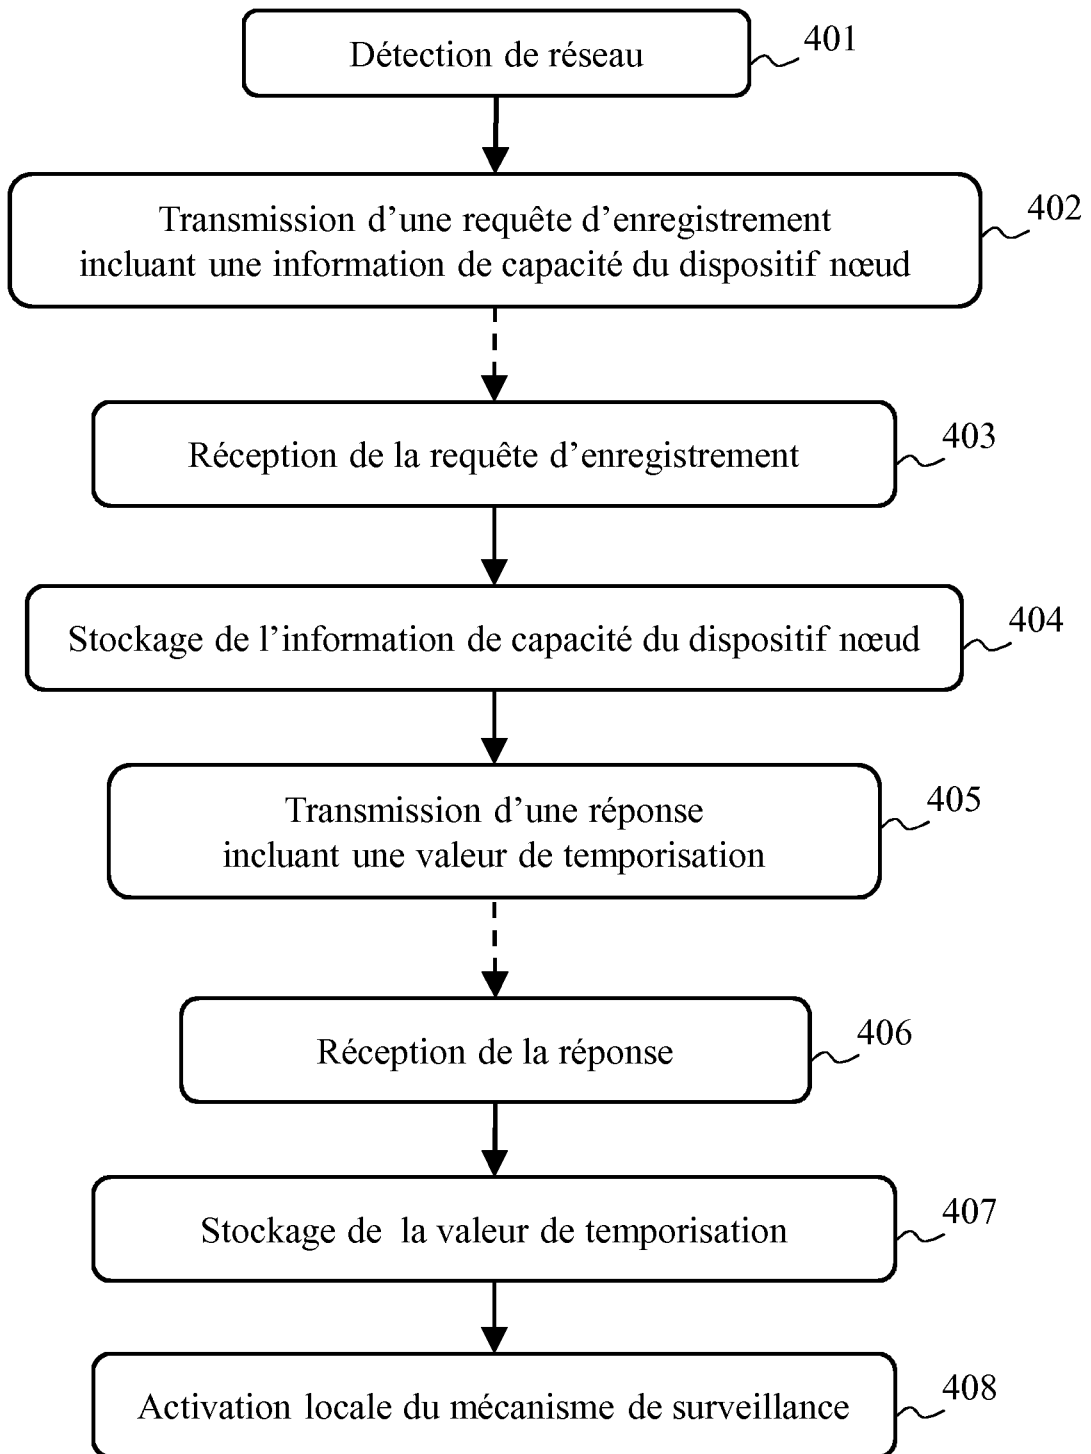 Détection de réseau
401
Transmission d’une requête d’enregistrement
incluant une information de capacité du dispositif nœud
402
Réception de la requête d’enregistrement
403
Stockage de l’information de capacité du dispositif nœud
404
Transmission d’une réponse
incluant une valeur de temporisation
405
Réception de la réponse
406
Stockage de la valeur de temporisation
407
Activation locale du mécanisme de surveillance
408